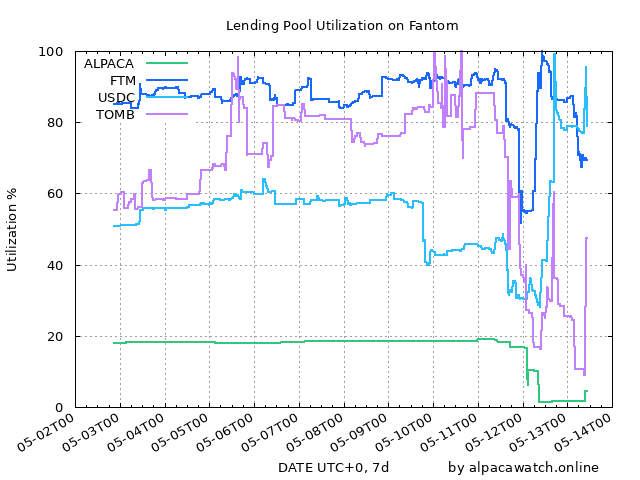 Lending Pool Utilization on Fantom
100
80
60
40
20
0
Utilization %
ALPACA
FTM
USDC
TOMB
05-02T00
05-03T00
05-04T00
05-05T00
05-06T00
05-07T00
05-08T00
05-09T00
05-10T00
05-11T00
05-12T00
05-13T00
05-14T00
DATE UTC+0, 7d
by alpacawatch.online